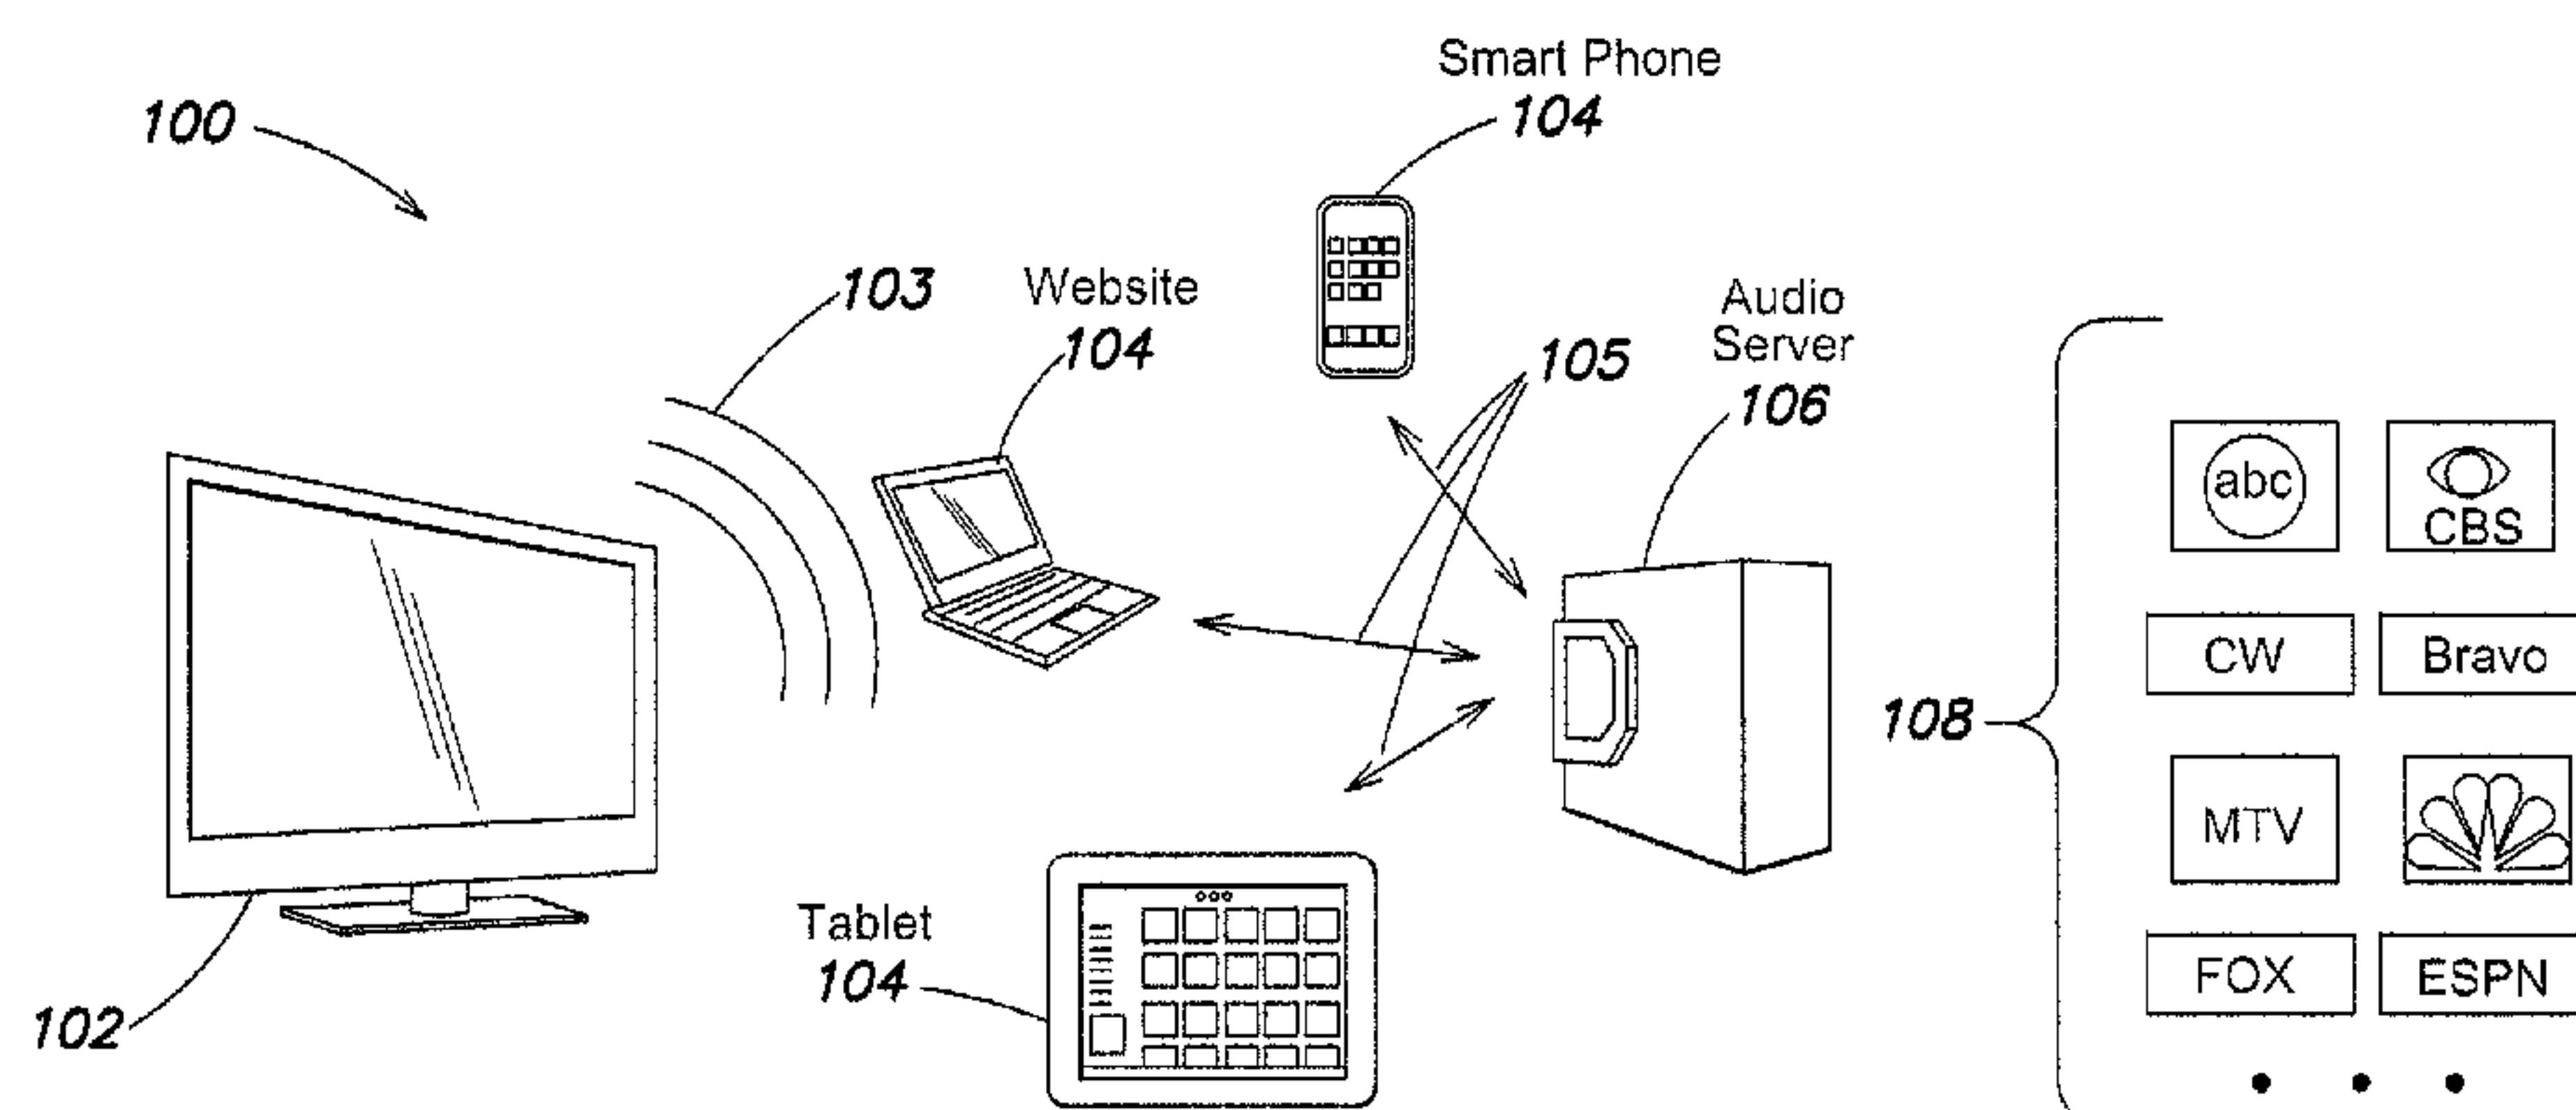 Smart Phone
104
100
103
Website
104
105
Audio
Server
106
108
abc
CBS
CW
Bravo
MTV
FOX
ESPN
Tablet
104
102